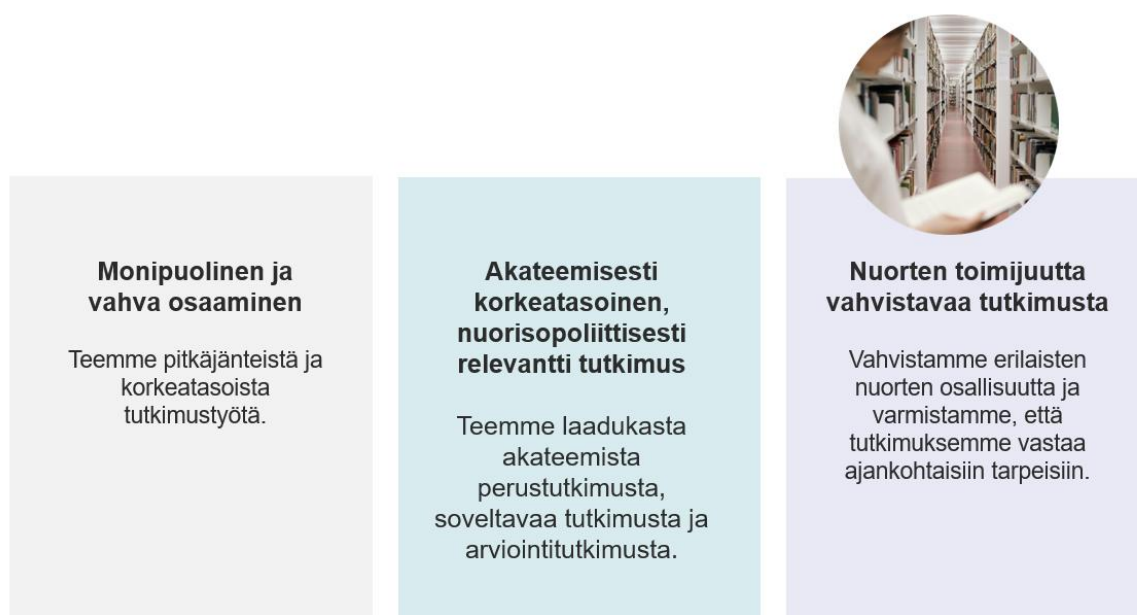 Monipuolinen ja
vahva osaaminen
Teemme pitkäjänteistä ja
korkeatasoista
tutkimustyötä.
Akateemisesti
korkeatasoinen,
nuorisopoliittisesti
relevantti tutkimus
Teemme laadukasta
akateemista
perustutkimusta,
soveltavaa tutkimusta ja
arviointitutkimusta.
Nuorten toimijuutta
vahvistavaa tutkimusta
Vahvistamme erilaisten
nuorten osallisuutta ja
varmistamme, että
tutkimuksemme vastaa
ajankohtaisiin tarpeisiin.